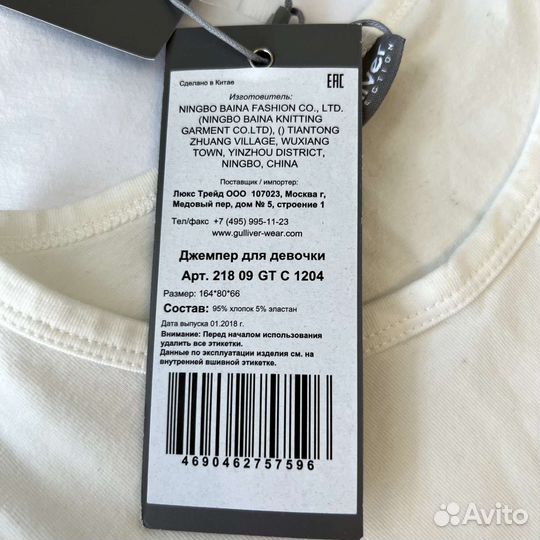 Сделано в Китае
EAC
Изготовитель:
NINGBO BAINA FASHION CO., LTD.
(NINGBO BAINA KNITTING
GARMENT CO.LTD), () TIANTONG
ZHUANG VILLAGE, WUXIANG
TOWN, YINZHOU DISTRICT,
NINGBO, CHINA
Поставщик / импортер:
Люкс Трейд ООО 107023, Москва г,
Медовый пер, дом № 5, строение 1
Тел/факс +7 (495) 995-11-23
www.gulliver-wear.com
Джемпер для девочки
Арт. 218 09 GT C 1204
Размер: 164*80*66
Состав: 95% хлопок 5% эластан
Дата выпуска 01.2018 г.
Внимание: Перед началом использования
удалить все этикетки.
Данные по эксплуатации изделия см. на
внутренней вшивной этикетке.
4690462757596
Avito